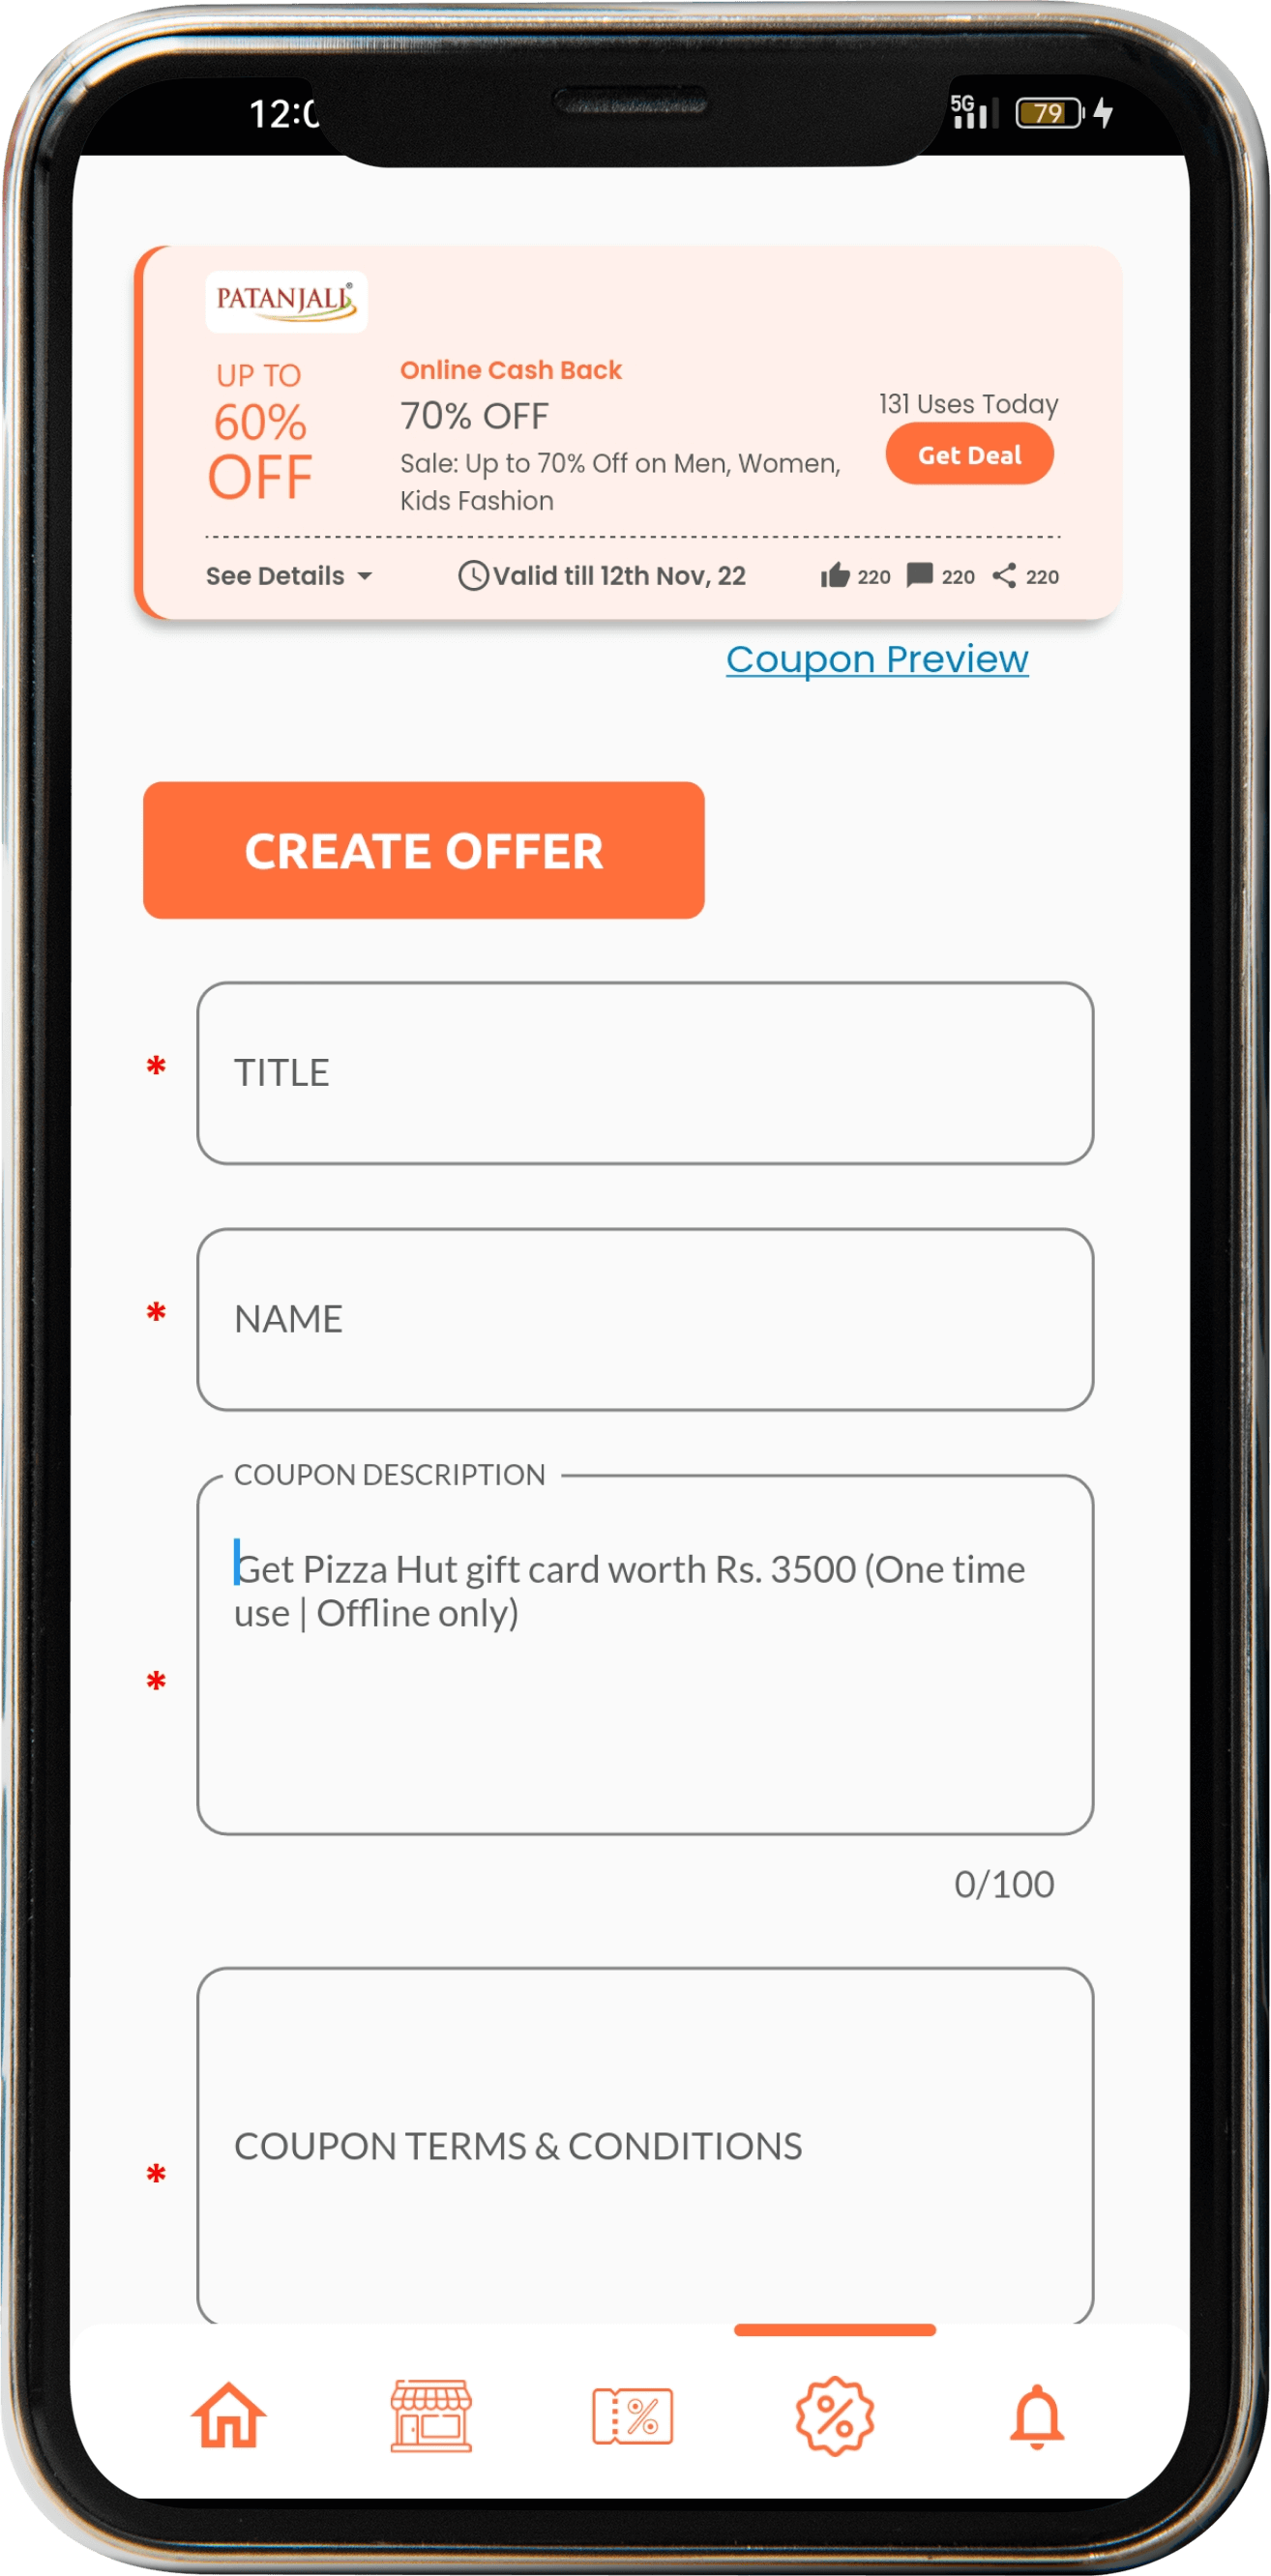 5G
79
PATANJALI®
UP TO
60%
OFF
Online Cash Back
70% OFF
Sale: Up to 70% Off on Men, Women,
Kids Fashion
131 Uses Today
Get Deal
See Details
Valid till 12th Nov, 22
220
220
220
Coupon Preview
CREATE OFFER
* TITLE
* NAME
COUPON DESCRIPTION
Get Pizza Hut gift card worth Rs. 3500 (One time
use | Offline only)
*
0/100
COUPON TERMS & CONDITIONS
*
%
%